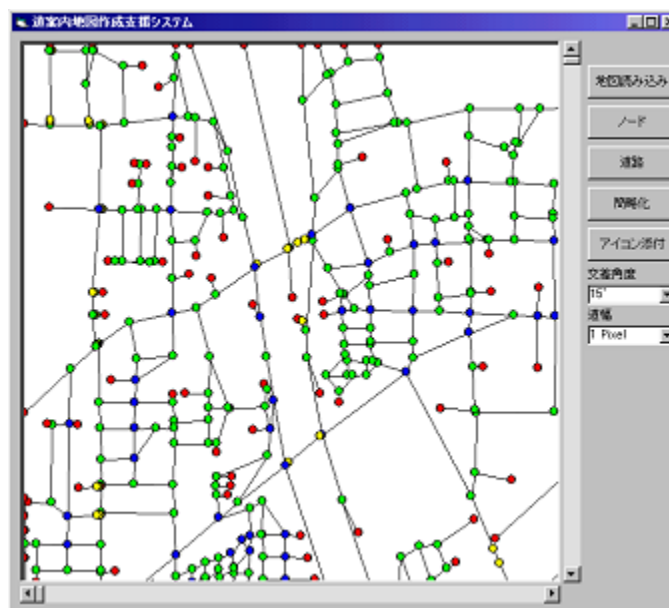 道案内地図作成支援システム
地図読み込み
ノード
道路
簡略化
アイコン添付
交差角度
15°
道幅
1 Pixel